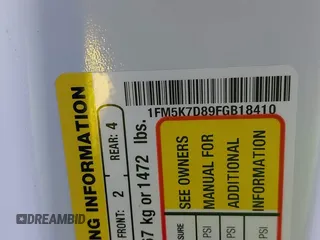 1FM5K7D89FGB18410
NG INFORMATION
FRONT: 2
REAR: 4
67 kg or 1472 lbs.
SEE OWNERS
MANUAL FOR
ADDITIONAL
INFORMATION
SSURE
PSI
PSI
DREAMBID